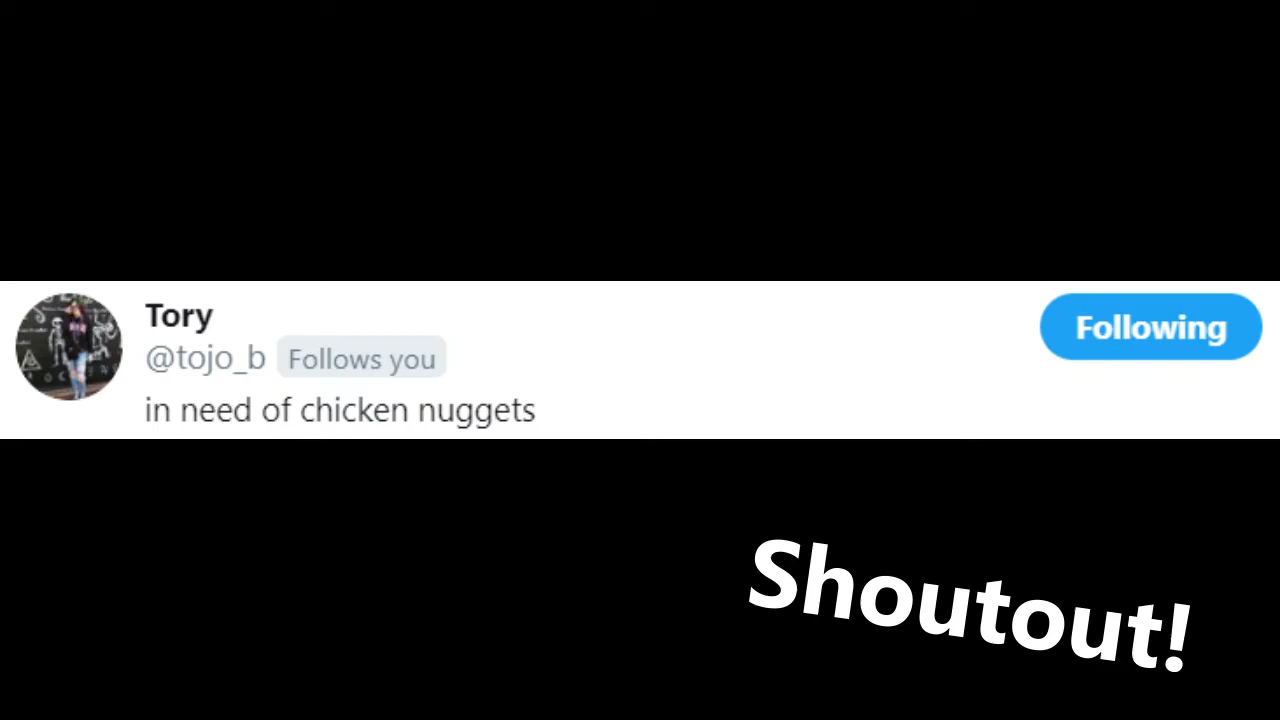 Tory
Following
@tojo_b Follows you
in need of chicken nuggets
Shoutout!